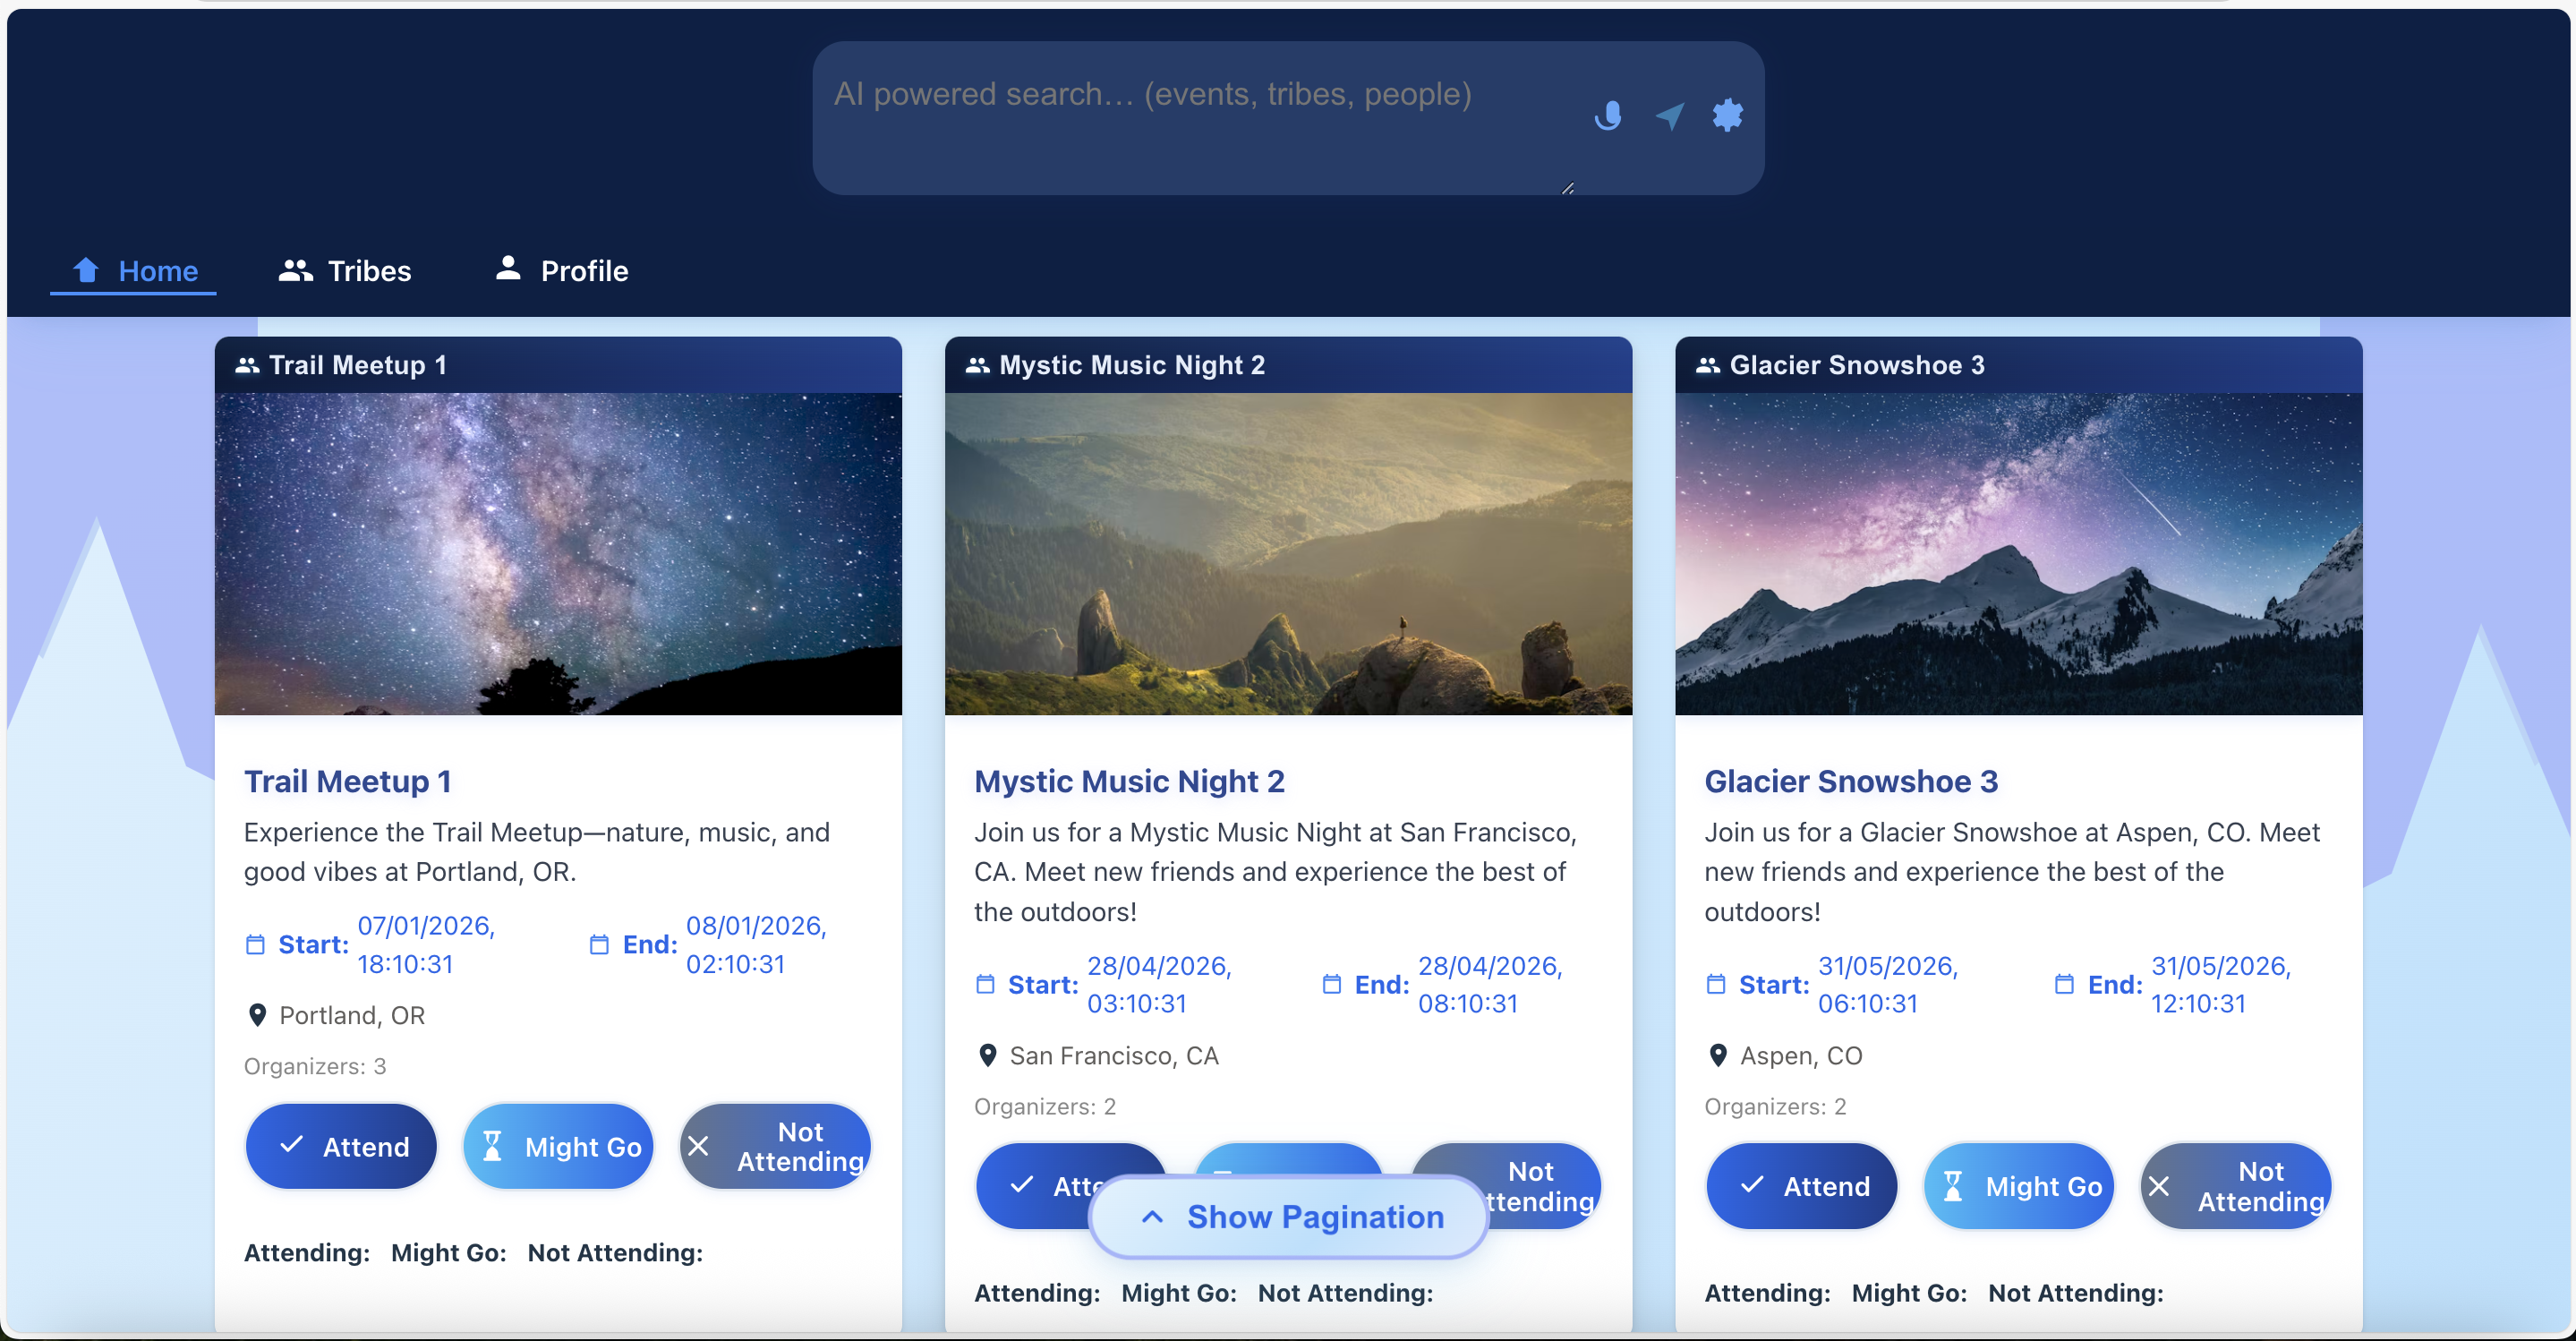 AI powered search... (events, tribes, people)
Home
Tribes
Profile
Trail Meetup 1
Trail Meetup 1
Experience the Trail Meetup—nature, music, and
good vibes at Portland, OR.
Start: 07/01/2026,
18:10:31
End: 08/01/2026,
02:10:31
Portland, OR
Organizers: 3
Attend
Might Go
Not
Attending
Attending: Might Go: Not Attending:
Mystic Music Night 2
Mystic Music Night 2
Join us for a Mystic Music Night at San Francisco,
CA. Meet new friends and experience the best of
the outdoors!
Start: 28/04/2026,
03:10:31
End: 28/04/2026,
08:10:31
San Francisco, CA
Organizers: 2
Atte
Not
ttending
Show Pagination
Attending: Might Go: Not Attending:
Glacier Snowshoe 3
Glacier Snowshoe 3
Join us for a Glacier Snowshoe at Aspen, CO. Meet
new friends and experience the best of the
outdoors!
Start: 31/05/2026,
06:10:31
End: 31/05/2026,
12:10:31
Aspen, CO
Organizers: 2
Attend
Might Go
Not
Attending
Attending: Might Go: Not Attending: